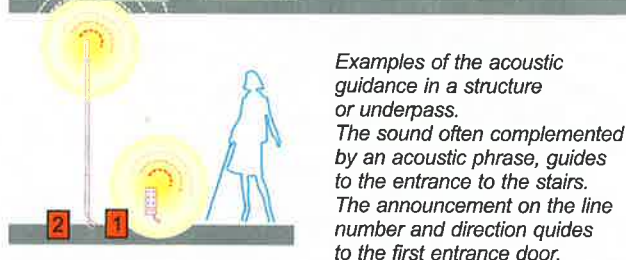 Examples of the acoustic
guidance in a structure
or underpass.
The sound often complemented
by an acoustic phrase, guides
to the entrance to the stairs.
The announcement on the line
number and direction quides
to the first entrance door.
2 1